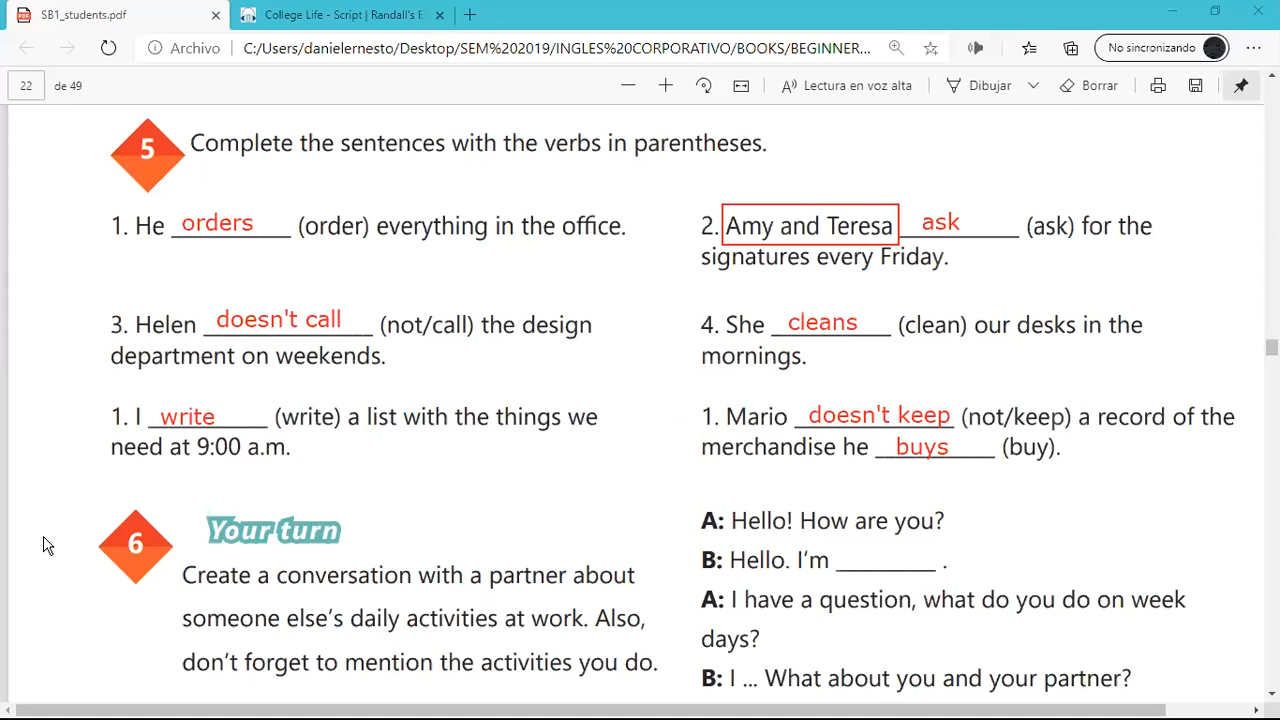 SB1_students.pdf
College Life - Script | Randall's E
Archivo C:/Users/danielernesto/Desktop/SEM%202019/INGLES%20CORPORATIVO/BOOKS/BEGINNER... No sincronizando
22 de 49 Lectura en voz alta Dibujar Borrar
5 Complete the sentences with the verbs in parentheses.
1. He orders (order) everything in the office.
2. Amy and Teresa ask (ask) for the
signatures every Friday.
3. Helen doesn't call (not/call) the design
department on weekends.
4. She cleans (clean) our desks in the
mornings.
1. I write (write) a list with the things we
need at 9:00 a.m.
1. Mario doesn't keep (not/keep) a record of the
merchandise he buys (buy).
6 Your turn
Create a conversation with a partner about
someone else's daily activities at work. Also,
don't forget to mention the activities you do.
A: Hello! How are you?
B: Hello. I'm _________ .
A: I have a question, what do you do on week
days?
B: I ... What about you and your partner?